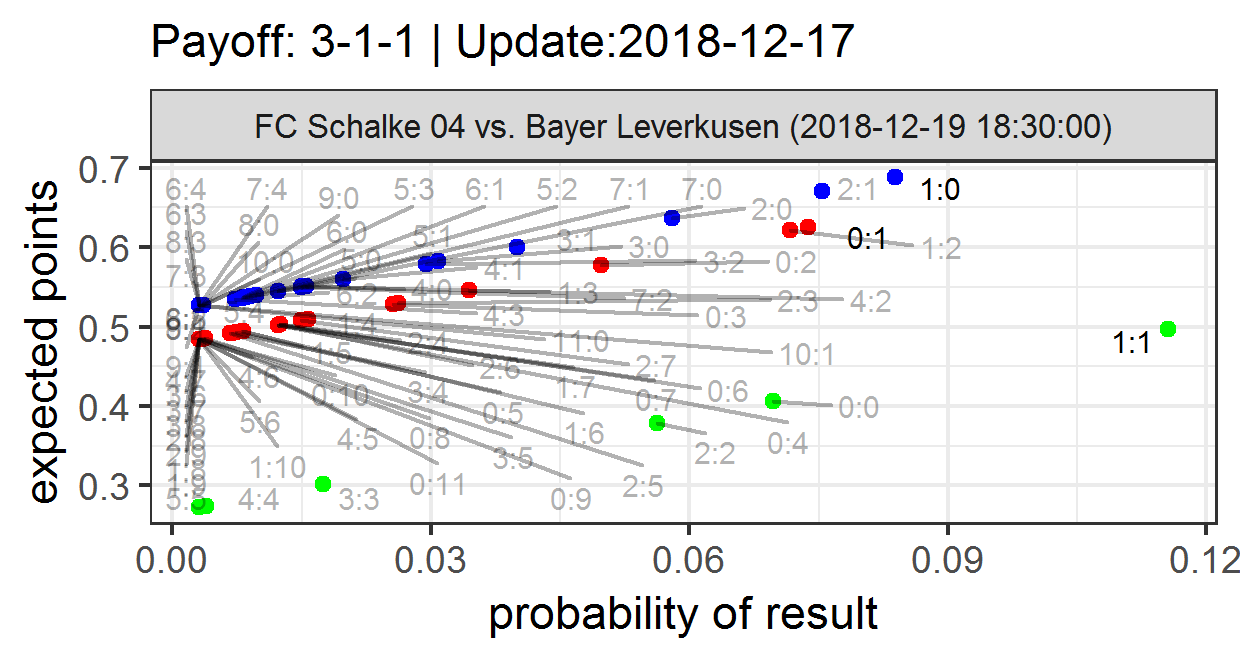 Payoff: 3-1-1 | Update:2018-12-17
FC Schalke 04 vs. Bayer Leverkusen (2018-12-19 18:30:00)
expected points
0.7
0.6
0.5
0.4
0.3
6:4 7:4 9:0 5:3 6:1 5:2 7:1 7:0 2:1 1:0
6:3 8:0 6:0 5:1 2:0
8:3 3:1 3:0 0:1 1:2
7:3 10:0 5:0 4:1 3:2 0:2
6:2 4:0 1:3 7:2 2:3 4:2
5:4 1:4 4:3 0:3
1:5 2:4 11:0 10:1 1:1
4:6 2:6 2:7
0:10 3:4 1:7 0:7 0:6
5:6 0:5 0:0
4:5 0:8 1:6 0:4
1:10 3:5 2:2
4:4 3:3 0:11 0:9 2:5
5:5
0.00 0.03 0.06 0.09 0.12
probability of result